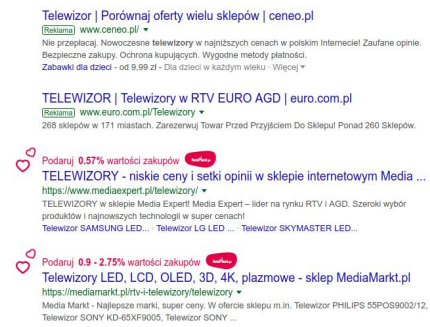 Telewizor | Porównaj oferty wielu sklepów | ceneo.pl
Reklama www.ceneo.pl/
Nie przepłacaj. Nowoczesne telewizory w najniższych cenach w polskim Internecie! Zaufane opinie.
Bezpieczne zakupy. Ochrona kupujących. Wygodne metody płatności.
Zabawki dla dzieci - od 9,99 zł - Dla dzieci w każdym wieku · Więcej
TELEWIZOR | Telewizory w RTV EURO AGD | euro.com.pl
Reklama www.euro.com.pl/Telewizory
268 sklepów w 171 miastach. Zarezerwuj Towar Przed Przyjściem Do Sklepu! Ponad 260 Sklepów.
Podaruj 0.57% wartości zakupów
TELEWIZORY - niskie ceny i setki opinii w sklepie internetowym Media ...
https://www.mediaexpert.pl/telewizory/
TELEWIZORY w sklepie Media Expert! Media Expert – lider na rynku RTV i AGD. Szeroki wybór
produktów i najnowszych technologii w super cenach!
Telewizor SAMSUNG LED... · Telewizor LG LED ... · Telewizor SKYMASTER LED...
Podaruj 0.9 - 2.75% wartości zakupów
Telewizory LED, LCD, OLED, 3D, 4K, plazmowe - sklep MediaMarkt.pl
https://mediamarkt.pl/rtv-i-telewizory/telewizory
Media Markt - Najlepsze marki, super ceny. W ofercie sklepu m.in. Telewizor PHILIPS 55POS9002/12,
Telewizor SONY KD-65XF9005, Telewizor SONY ...